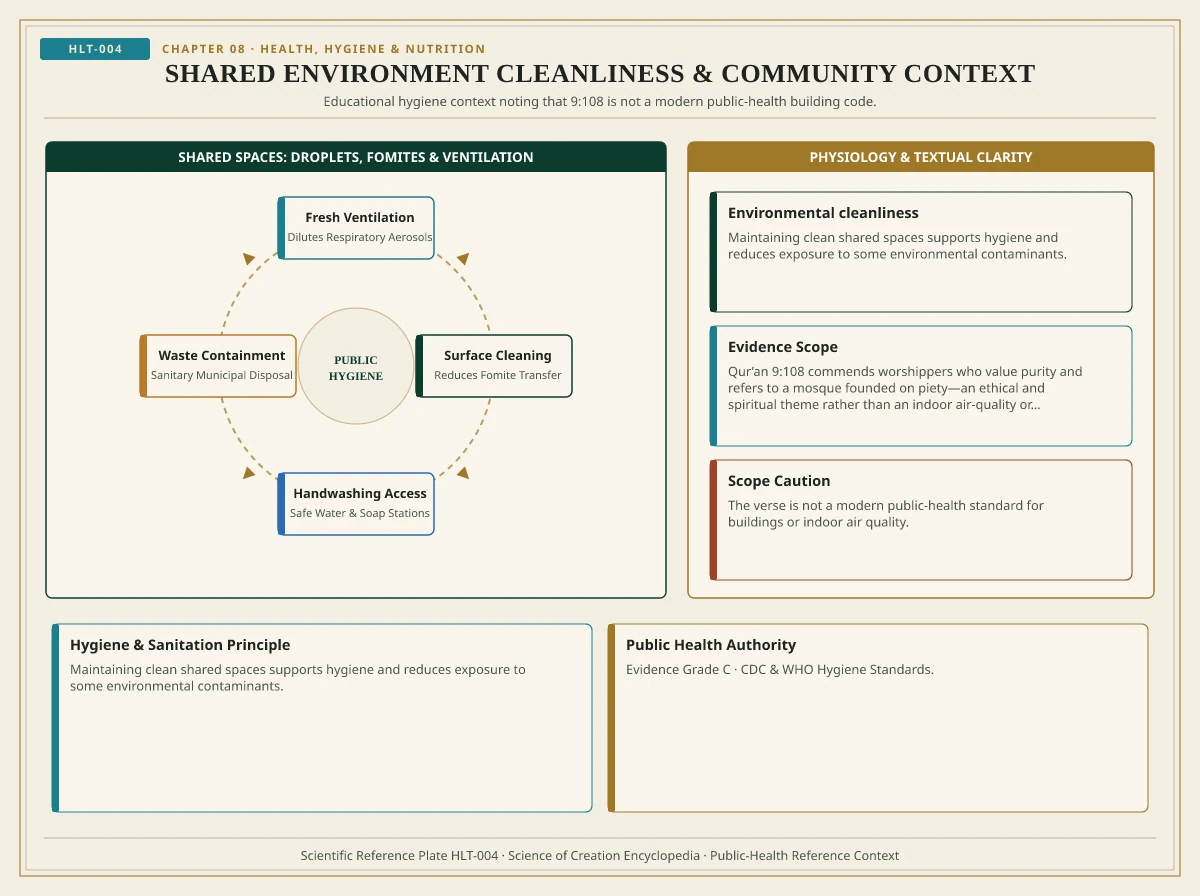 HLT-004
CHAPTER 08 · HEALTH, HYGIENE & NUTRITION
SHARED ENVIRONMENT CLEANLINESS & COMMUNITY CONTEXT
Educational hygiene context noting that 9:108 is not a modern public-health building code.
SHARED SPACES: DROPLETS, FOMITES & VENTILATION
Fresh Ventilation
Dilutes Respiratory Aerosols
Waste Containment
Sanitary Municipal Disposal
PUBLIC
HYGIENE
Surface Cleaning
Reduces Fomite Transfer
Handwashing Access
Safe Water & Soap Stations
PHYSIOLOGY & TEXTUAL CLARITY
Environmental cleanliness
Maintaining clean shared spaces supports hygiene and
reduces exposure to some environmental contaminants.
Evidence Scope
Qur'an 9:108 commends worshippers who value purity and
refers to a mosque founded on piety—an ethical and
spiritual theme rather than an indoor air-quality or...
Scope Caution
The verse is not a modern public-health standard for
buildings or indoor air quality.
Hygiene & Sanitation Principle
Maintaining clean shared spaces supports hygiene and reduces exposure to
some environmental contaminants.
Public Health Authority
Evidence Grade C · CDC & WHO Hygiene Standards.
Scientific Reference Plate HLT-004 · Science of Creation Encyclopedia · Public-Health Reference Context